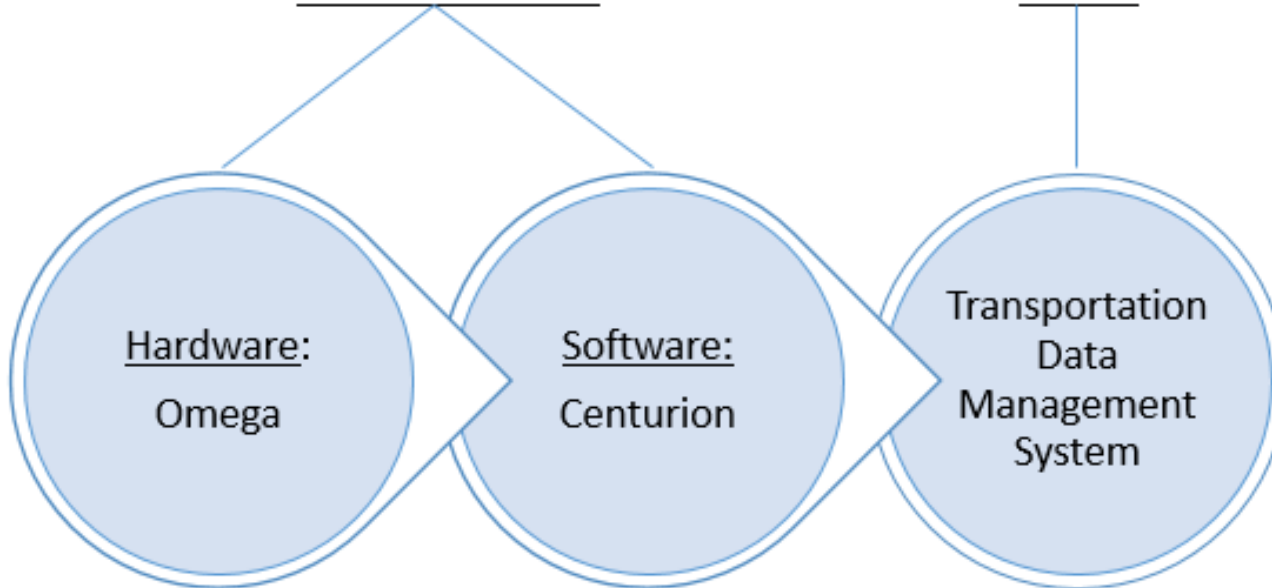 Hardware:
Omega
Software:
Centurion
Transportation
Data
Management
System